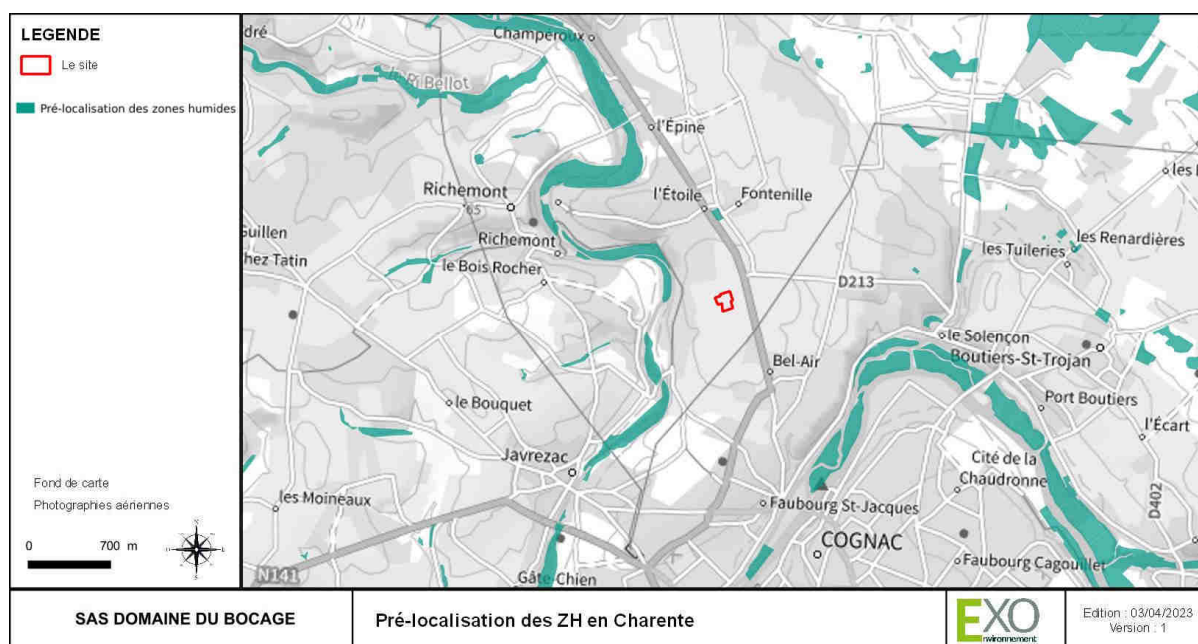 LEGENDE
Le site
Pré-localisation des zones humides
Fond de carte
Photographies aériennes
0 700 m
dré
Champeroux
Bellot
l'Épine
Richemont
65
l'Étoile
Fontenille
Richemont
le Bois Rocher
Guillen
hez Tatin
les Renardières
les Tuileries
D213
le Solençon
Boutiers-St-Trojan
Bel-Air
Port Boutiers
l'Écart
le Bouquet
Javrezac
Cité de la
Chaudronne
les Moineaux
Faubourg St-Jacques
D402
COGNAC
Faubourg Cagouillet
N141
Gâte-Chien
SAS DOMAINE DU BOCAGE
Pré-localisation des ZH en Charente
EXO
nvironnement
Edition : 03/04/2023
Version : 1